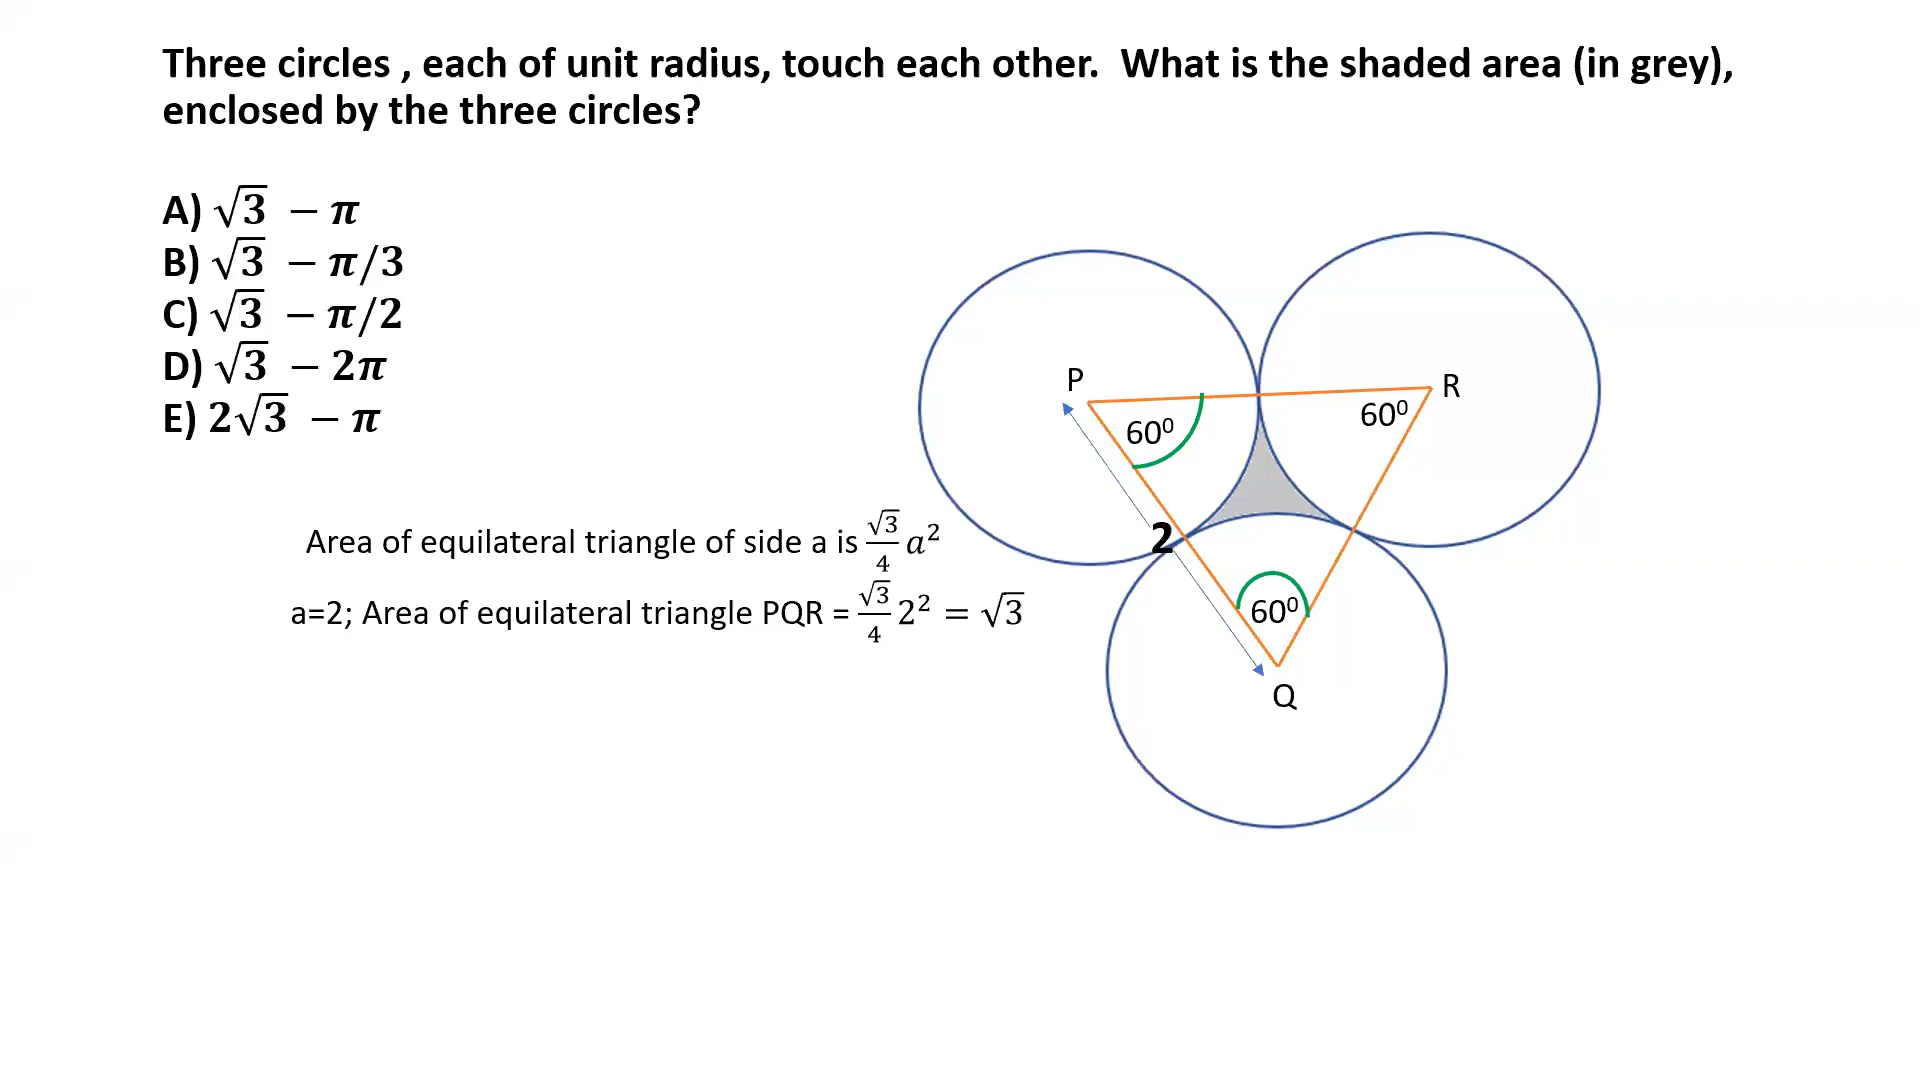 Three circles , each of unit radius, touch each other. What is the shaded area (in grey),
enclosed by the three circles?
A) √3 − π
B) √3 − π/3
C) √3 − π/2
D) √3 − 2π
E) 2√3 − π
P
R
60⁰
60⁰
Area of equilateral triangle of side a is √3/4 a²
2
a=2; Area of equilateral triangle PQR = √3/4 2² = √3
60⁰
Q